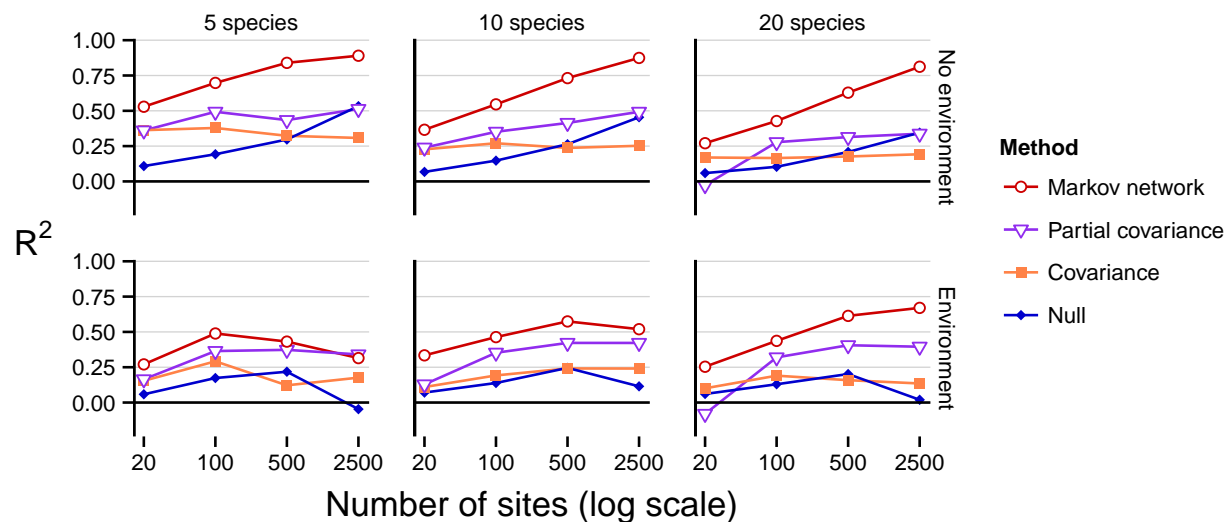 5 species
10 species
20 species
1.00
0.75
0.50
0.25
0.00
No environment
R²
1.00
0.75
0.50
0.25
0.00
Environment
20 100 500 2500
20 100 500 2500
20 100 500 2500
Number of sites (log scale)
Method
Markov network
Partial covariance
Covariance
Null